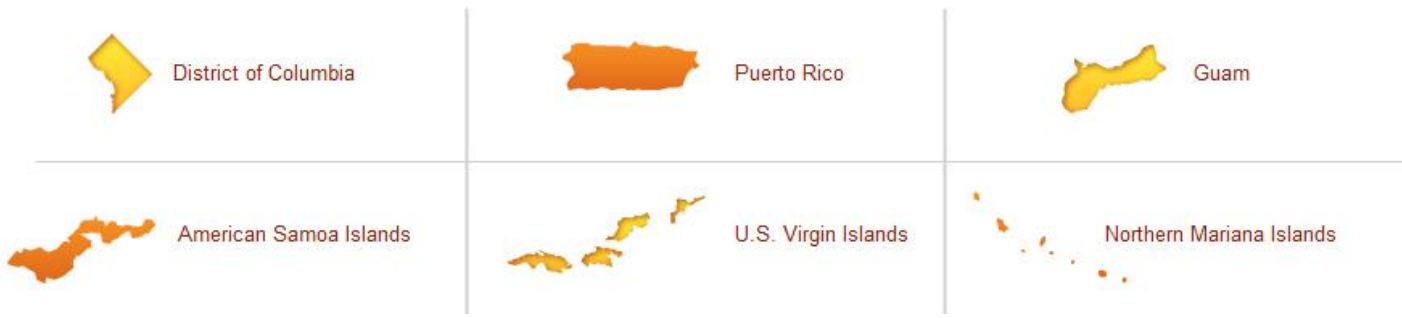 District of Columbia
Puerto Rico
Guam
American Samoa Islands
U.S. Virgin Islands
Northern Mariana Islands